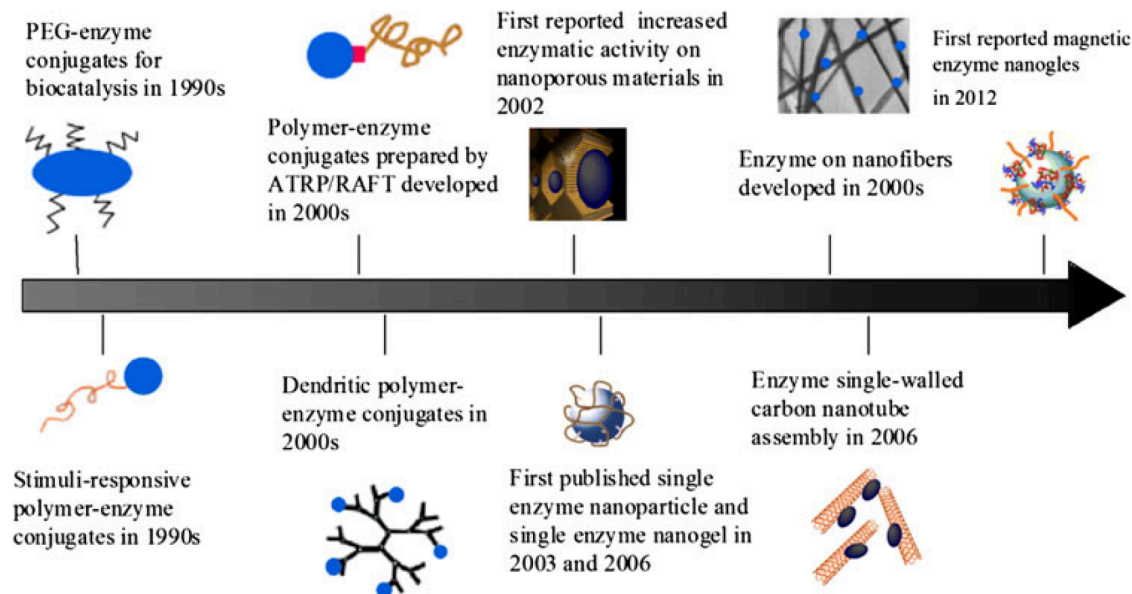 PEG-enzyme
conjugates for
biocatalysis in 1990s
Polymer-enzyme
conjugates prepared by
ATRP/RAFT developed
in 2000s
First reported increased
enzymatic activity on
nanoporous materials in
2002
Enzyme on nanofibers
developed in 2000s
First reported magnetic
enzyme nanogles
in 2012
Stimuli-responsive
polymer-enzyme
conjugates in 1990s
Dendritic polymer-
enzyme conjugates in
2000s
First published single
enzyme nanoparticle and
single enzyme nanogel in
2003 and 2006
Enzyme single-walled
carbon nanotube
assembly in 2006